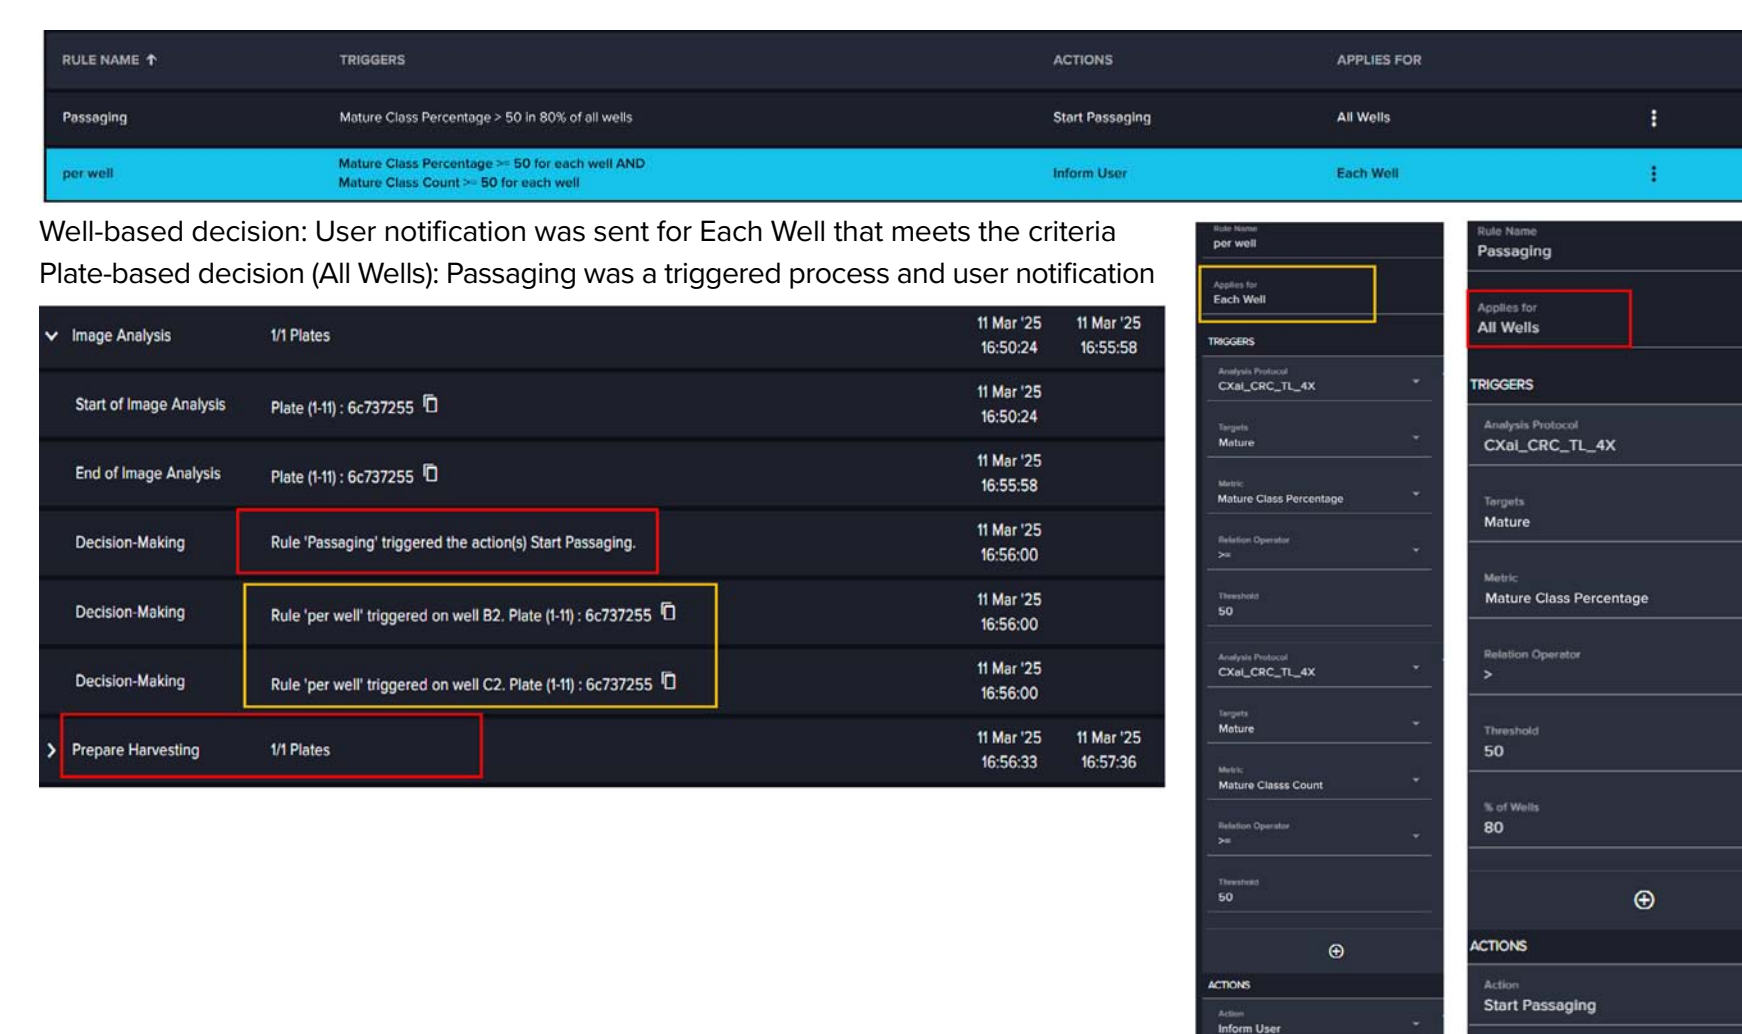 RULE NAME ↑ TRIGGERS ACTIONS APPLIES FOR
Passaging Mature Class Percentage > 50 in 80% of all wells Start Passaging All Wells
per well Mature Class Percentage >= 50 for each well AND Inform User Each Well
Mature Class Count >= 50 for each well
Well-based decision: User notification was sent for Each Well that meets the criteria
Plate-based decision (All Wells): Passaging was a triggered process and user notification
Image Analysis 1/1 Plates 11 Mar '25 11 Mar '25
16:50:24 16:55:58
Start of Image Analysis Plate (1-11) : 6c737255 11 Mar '25
16:50:24
End of Image Analysis Plate (1-11) : 6c737255 11 Mar '25
16:55:58
Decision-Making Rule 'Passaging' triggered the action(s) Start Passaging. 11 Mar '25
16:56:00
Decision-Making Rule 'per well' triggered on well B2. Plate (1-11) : 6c737255 11 Mar '25
16:56:00
Decision-Making Rule 'per well' triggered on well C2. Plate (1-11) : 6c737255 11 Mar '25
16:56:00
Prepare Harvesting 1/1 Plates 11 Mar '25 11 Mar '25
16:56:33 16:57:36
Rule Name
per well
Applies for
Each Well
TRIGGERS
Analysis Protocol
CXai_CRC_TL_4X
Targets
Mature
Metric
Mature Class Percentage
Relation Operator
>=
Threshold
50
Analysis Protocol
CXai_CRC_TL_4X
Targets
Mature
Metric
Mature Classs Count
Relation Operator
>=
Threshold
50
ACTIONS
Action
Inform User
Rule Name
Passaging
Applies for
All Wells
TRIGGERS
Analysis Protocol
CXai_CRC_TL_4X
Targets
Mature
Metric
Mature Class Percentage
Relation Operator
>
Threshold
50
% of Wells
80
ACTIONS
Action
Start Passaging